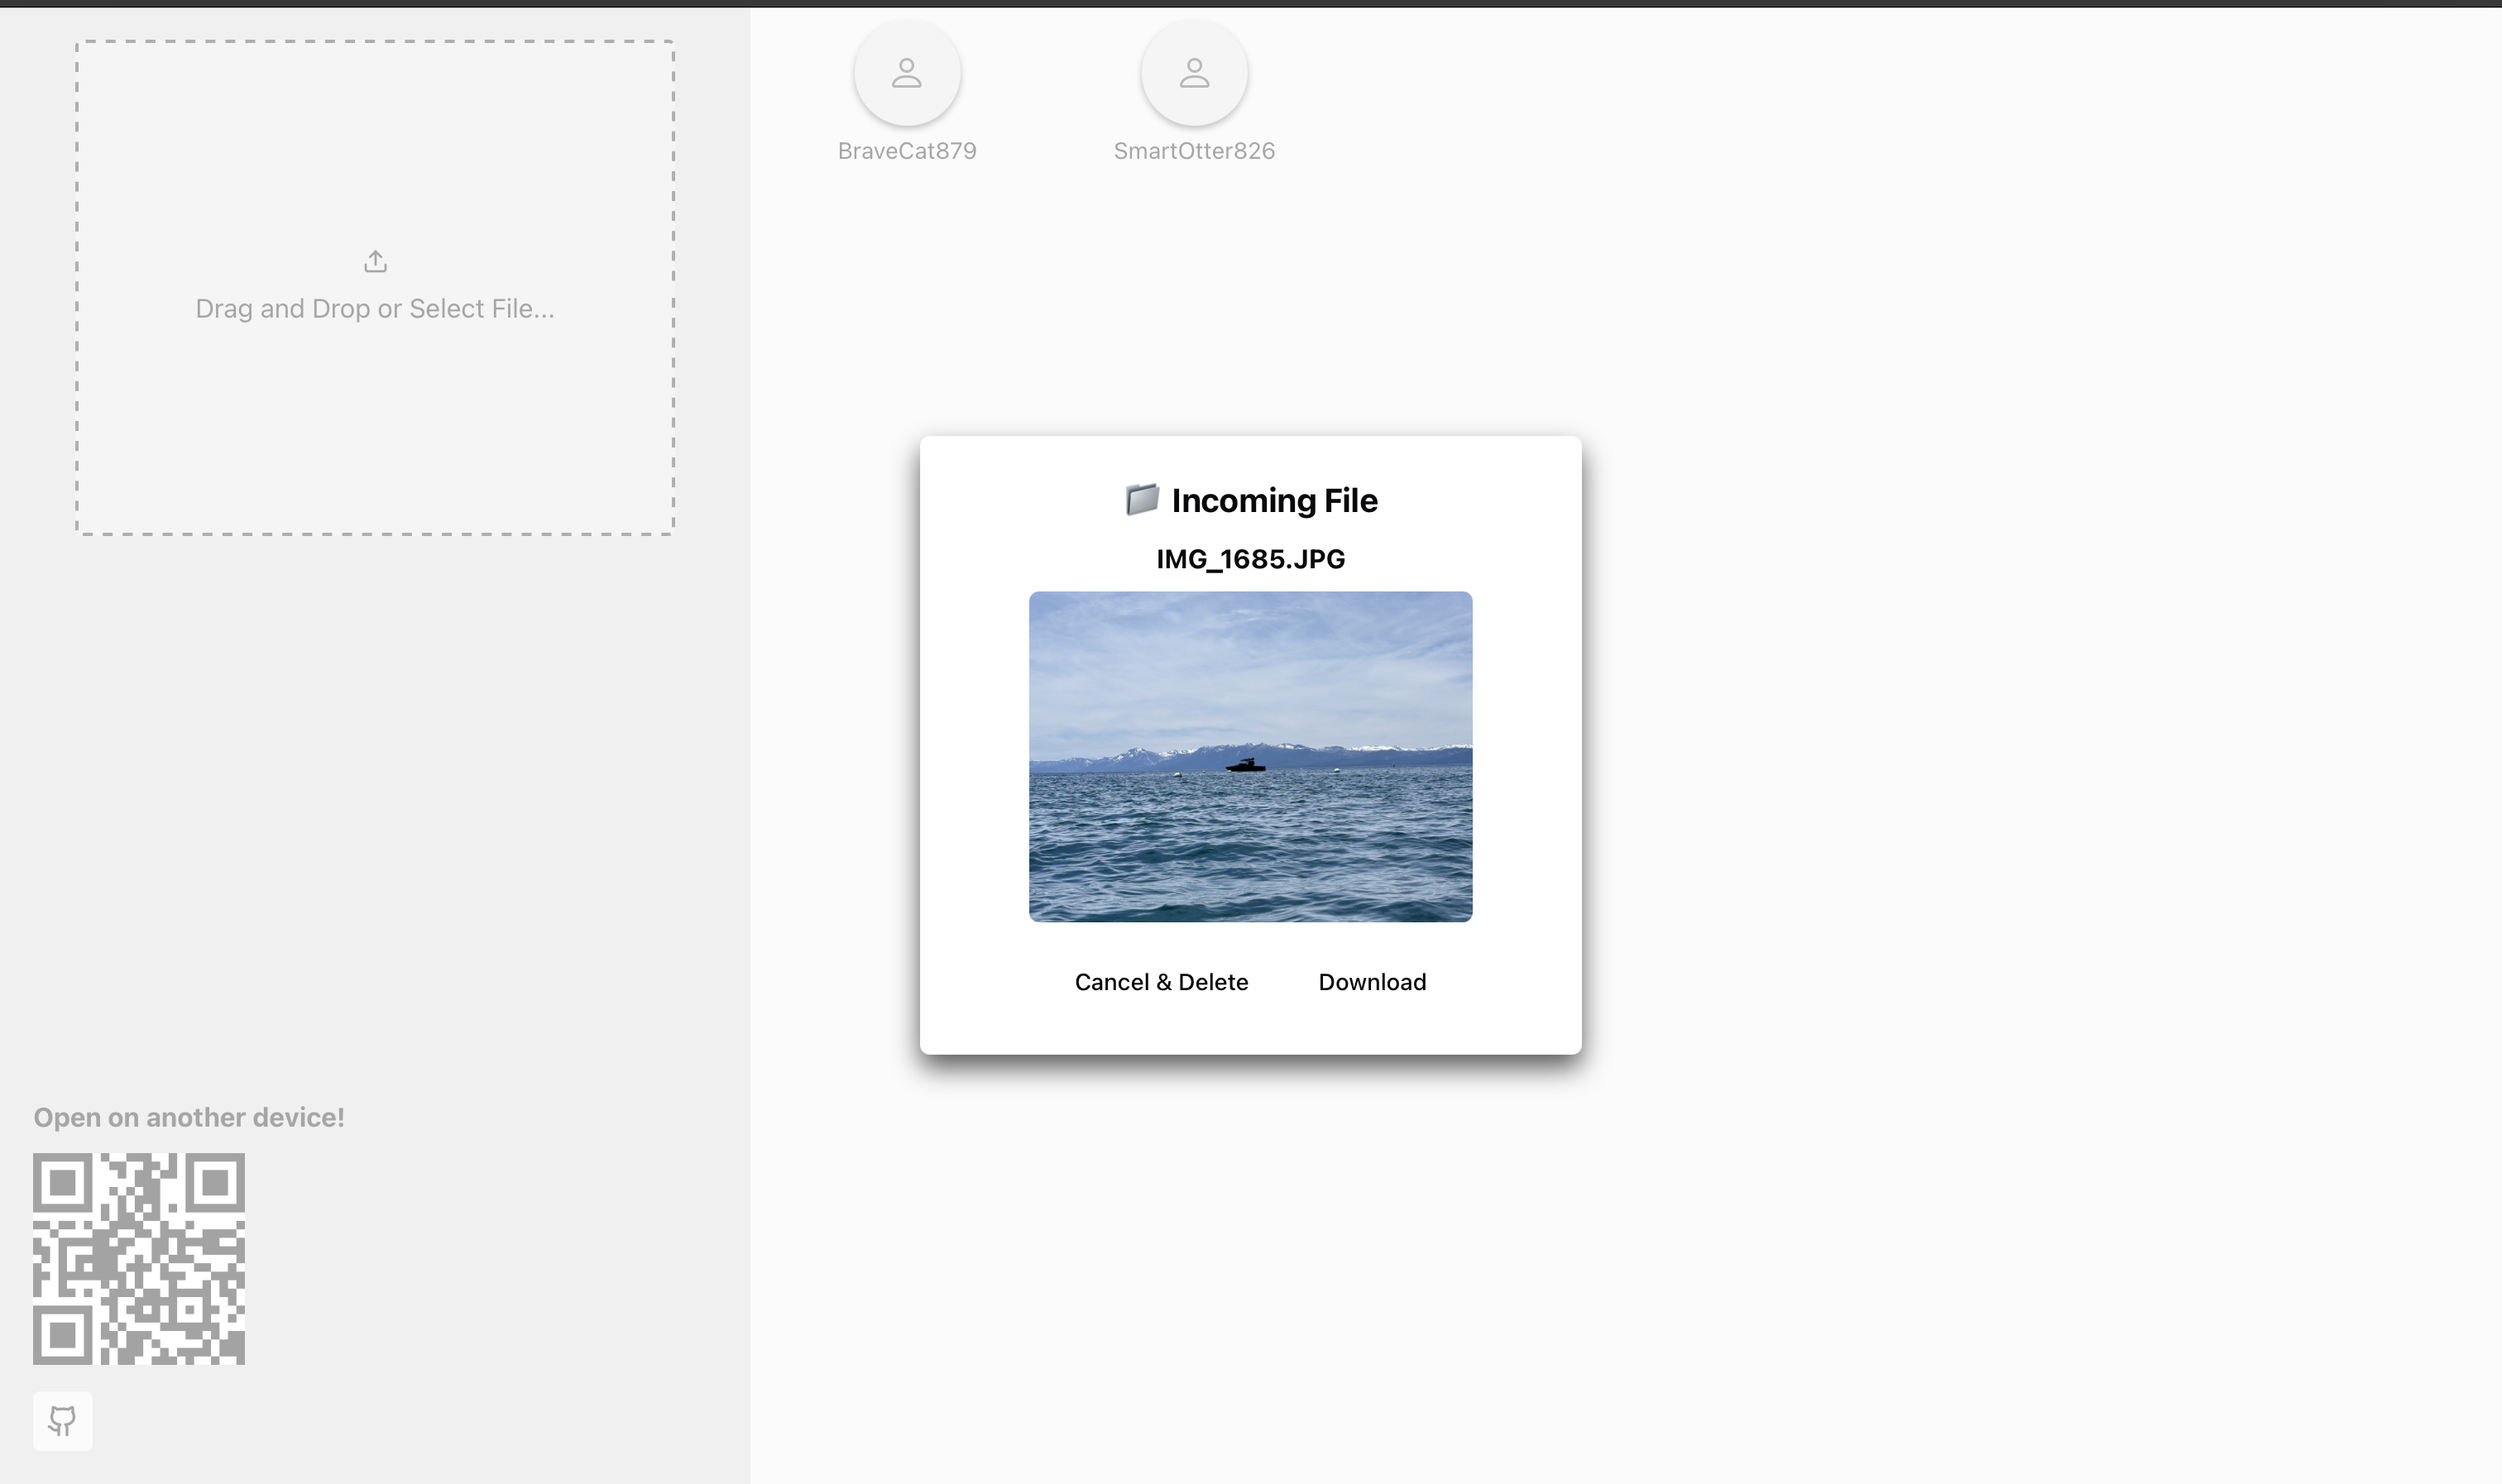 BraveCat879
SmartOtter826
Drag and Drop or Select File...
Incoming File
IMG_1685.JPG
Cancel & Delete
Download
Open on another device!